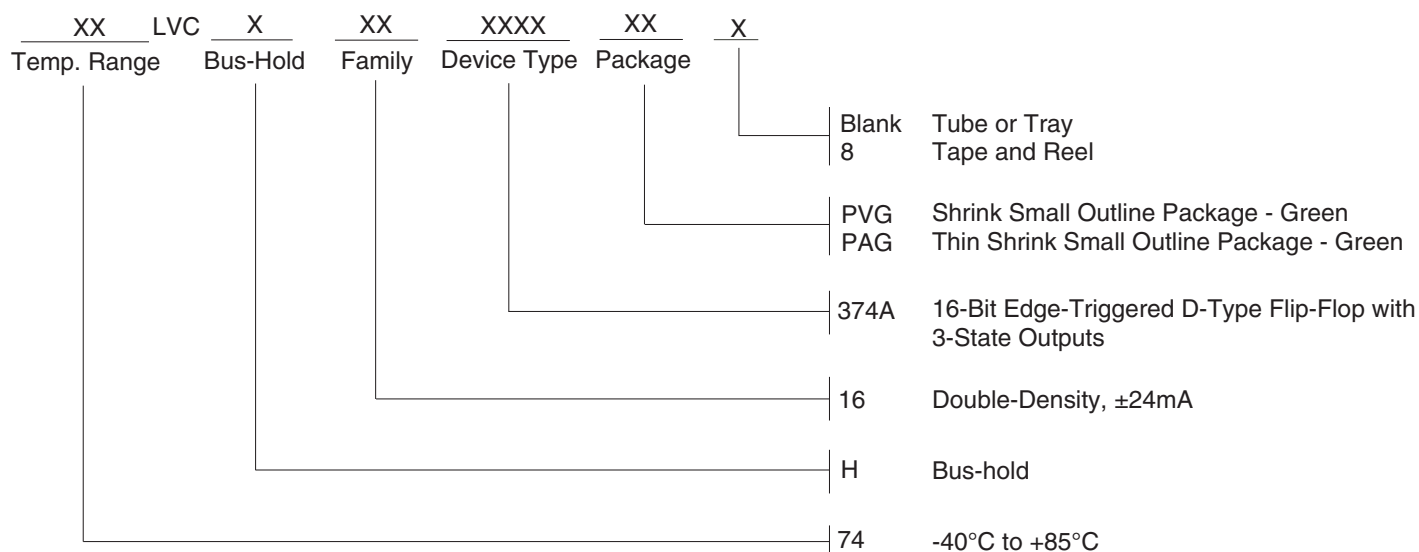 XX LVC X XX XXXX XX X
Temp. Range Bus-Hold Family Device Type Package
Blank Tube or Tray
8 Tape and Reel
PVG Shrink Small Outline Package - Green
PAG Thin Shrink Small Outline Package - Green
374A 16-Bit Edge-Triggered D-Type Flip-Flop with
3-State Outputs
16 Double-Density, ±24mA
H Bus-hold
74 -40°C to +85°C